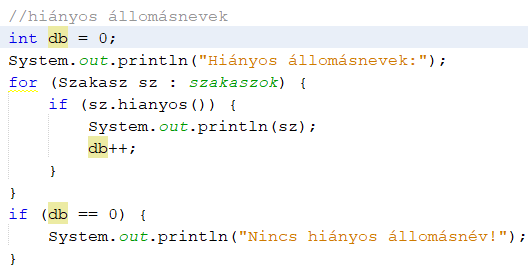 //hiányos állomásnevek
int db = 0;
System.out.println("Hiányos állomásnevek:");
for (Szakasz sz : szakaszok) {
    if (sz.hianyos()) {
        System.out.println(sz);
        db++;
    }
}
if (db == 0) {
    System.out.println("Nincs hiányos állomásnév!");
}